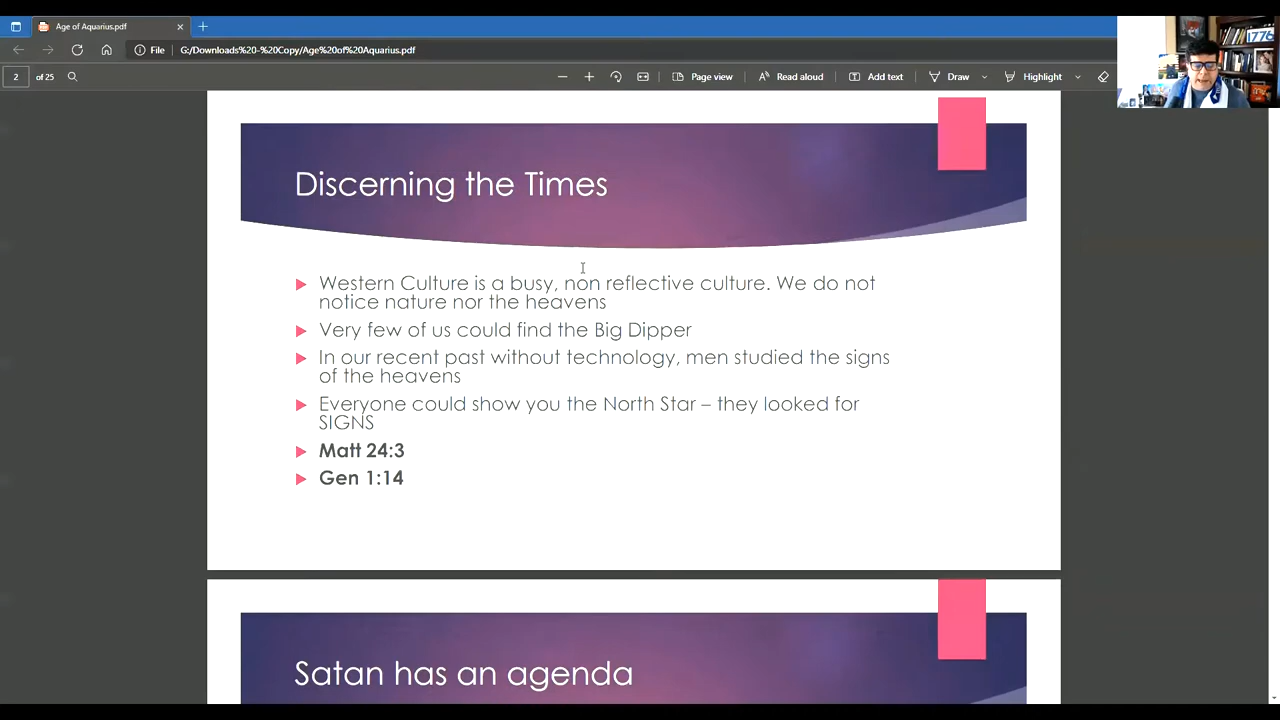 Age of Aquarius.pdf
File
G:/Downloads%20-%20Copy/Age%20of%20Aquarius.pdf
2
of 25
Page view
Read aloud
Add text
Draw
Highlight
1776
Discerning the Times
Western Culture is a busy, non reflective culture. We do not
notice nature nor the heavens
Very few of us could find the Big Dipper
In our recent past without technology, men studied the signs
of the heavens
Everyone could show you the North Star – they looked for
SIGNS
Matt 24:3
Gen 1:14
Satan has an agenda